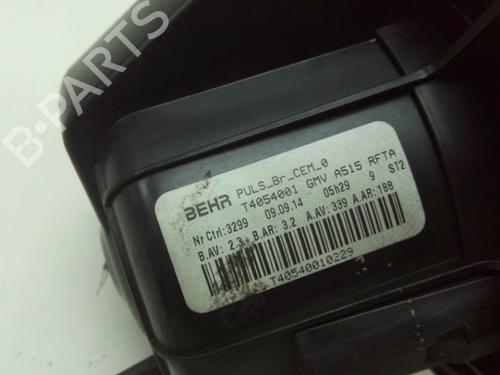 B-PARTS
BEHR PULS_Br_CEM_0
T4054001 GMV A515 RFTA
Nr Ctrl:3299 09.09.14 05h29 9 ST2
B.AV: 2.3 B.AR: 3.2 A.AV: 339 A.AR: 188
T40540010229